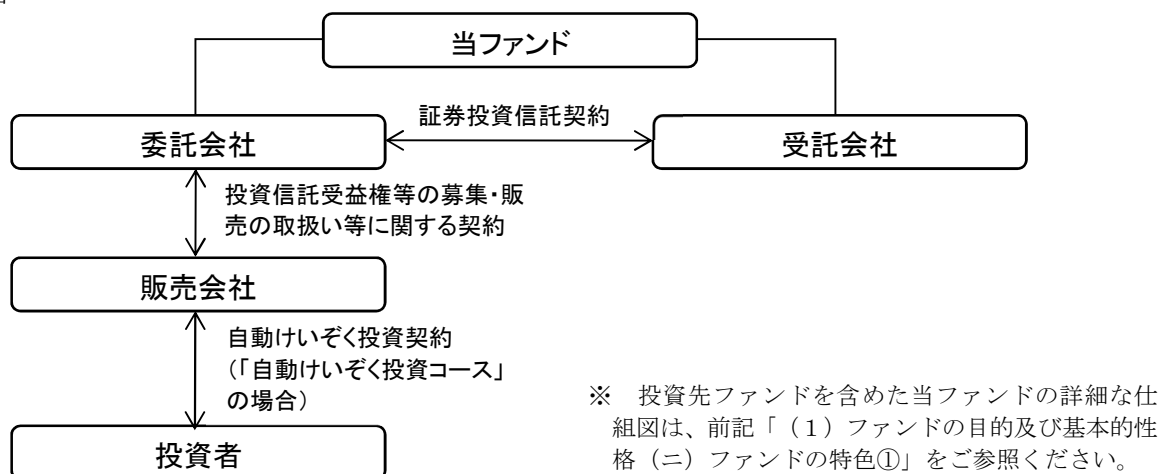 当ファンド
証券投資信託契約
委託会社
受託会社
投資信託受益権等の募集・販
売の取扱い等に関する契約
販売会社
自動けいぞく投資契約
(「自動けいぞく投資コース」
の場合)
※ 投資先ファンドを含めた当ファンドの詳細な仕
組図は、前記「(1)ファンドの目的及び基本的性
格(ニ)ファンドの特色①」をご参照ください。
投資者